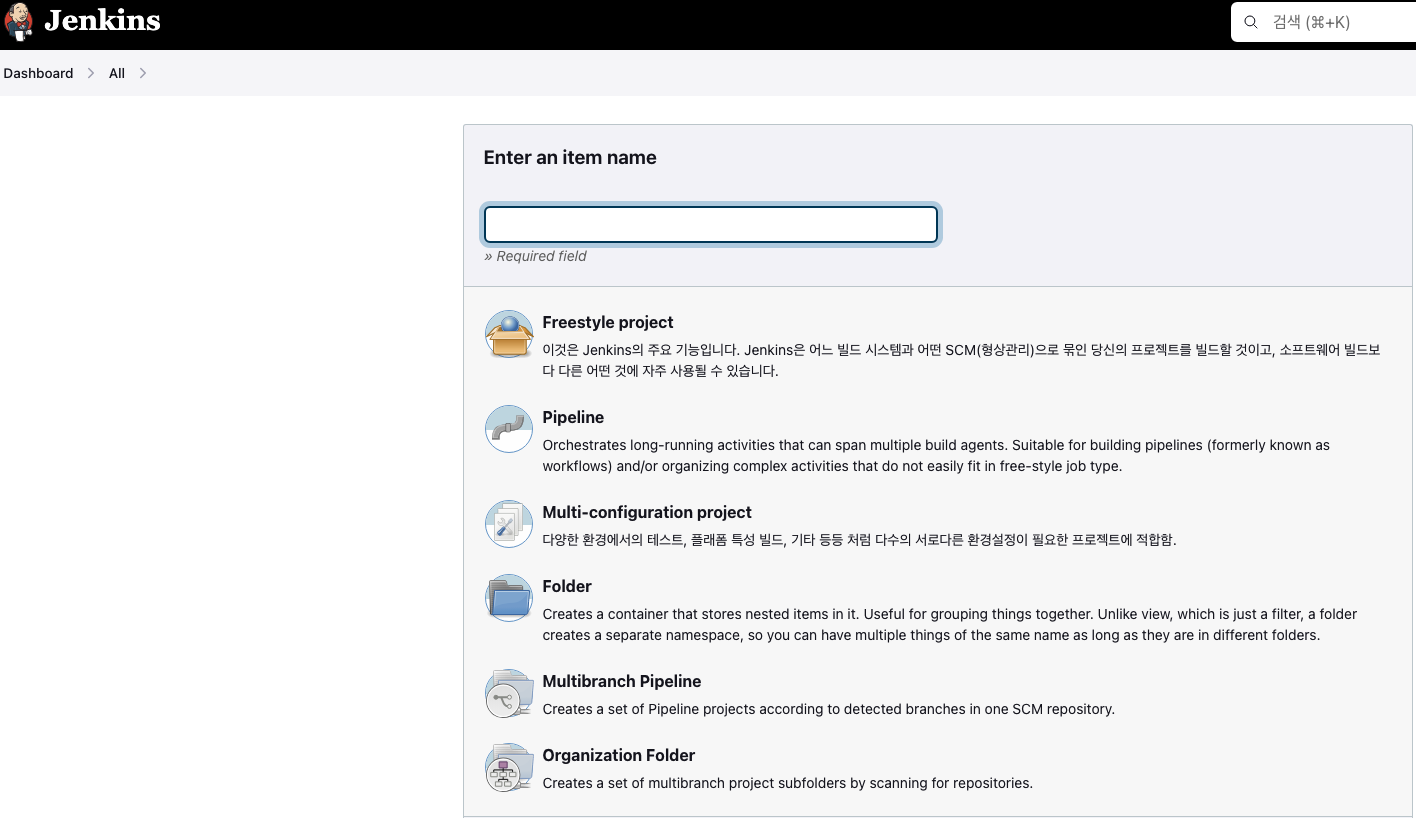 Jenkins
검색 (⌘+K)
Dashboard
All
Enter an item name
» Required field
Freestyle project
이것은 Jenkins의 주요 기능입니다. Jenkins은 어느 빌드 시스템과 어떤 SCM(형상관리)으로 묶인 당신의 프로젝트를 빌드할 것이고, 소프트웨어 빌드보
다 다른 어떤 것에 자주 사용될 수 있습니다.
Pipeline
Orchestrates long-running activities that can span multiple build agents. Suitable for building pipelines (formerly known as
workflows) and/or organizing complex activities that do not easily fit in free-style job type.
Multi-configuration project
다양한 환경에서의 테스트, 플래폼 특성 빌드, 기타 등등 처럼 다수의 서로다른 환경설정이 필요한 프로젝트에 적합함.
Folder
Creates a container that stores nested items in it. Useful for grouping things together. Unlike view, which is just a filter, a folder
creates a separate namespace, so you can have multiple things of the same name as long as they are in different folders.
Multibranch Pipeline
Creates a set of Pipeline projects according to detected branches in one SCM repository.
Organization Folder
Creates a set of multibranch project subfolders by scanning for repositories.